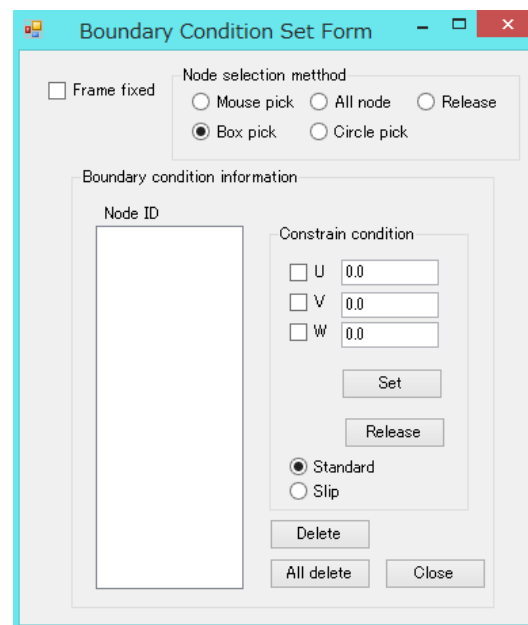 Boundary Condition Set Form
Node selection metthod
Frame fixed
Mouse pick All node Release
Box pick Circle pick
Boundary condition information
Node ID
Constrain condition
U 0.0
V 0.0
W 0.0
Set
Release
Standard
Slip
Delete
All delete Close